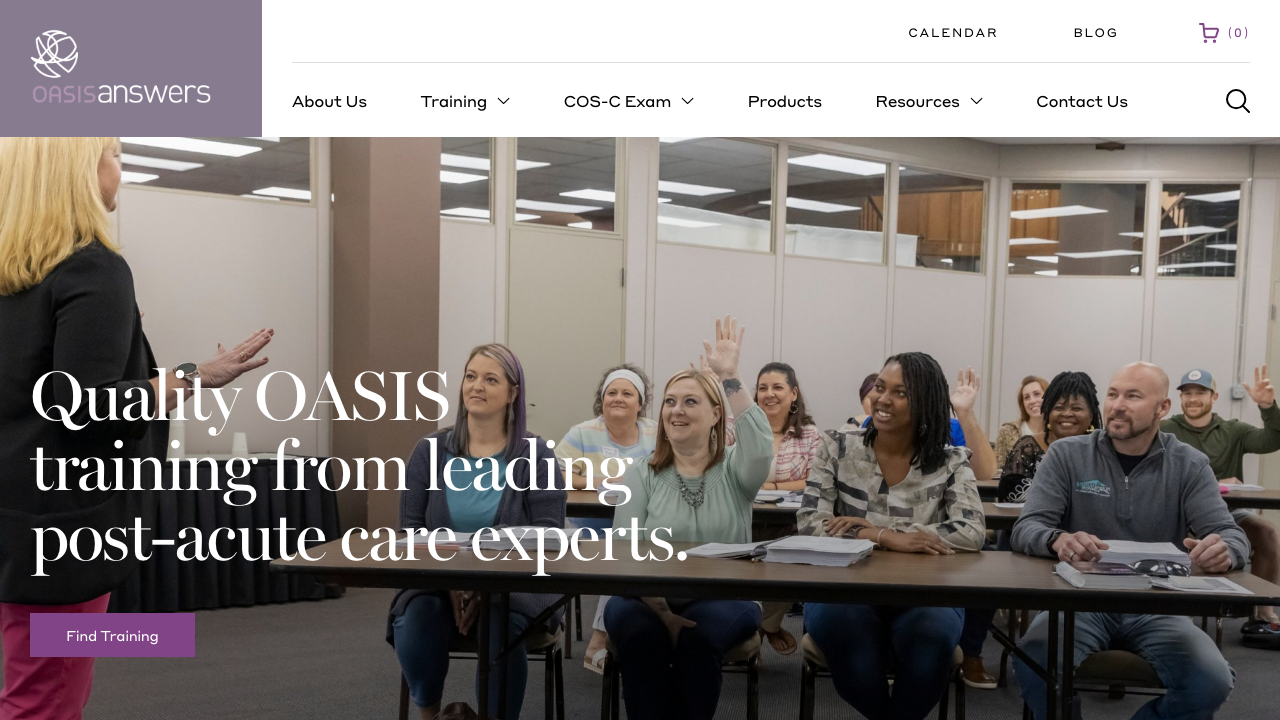 OASISanswers
CALENDAR
BLOG
(0)
About Us
Training
COS-C Exam
Products
Resources
Contact Us
Quality OASIS
training from leading
post-acute care experts.
Find Training